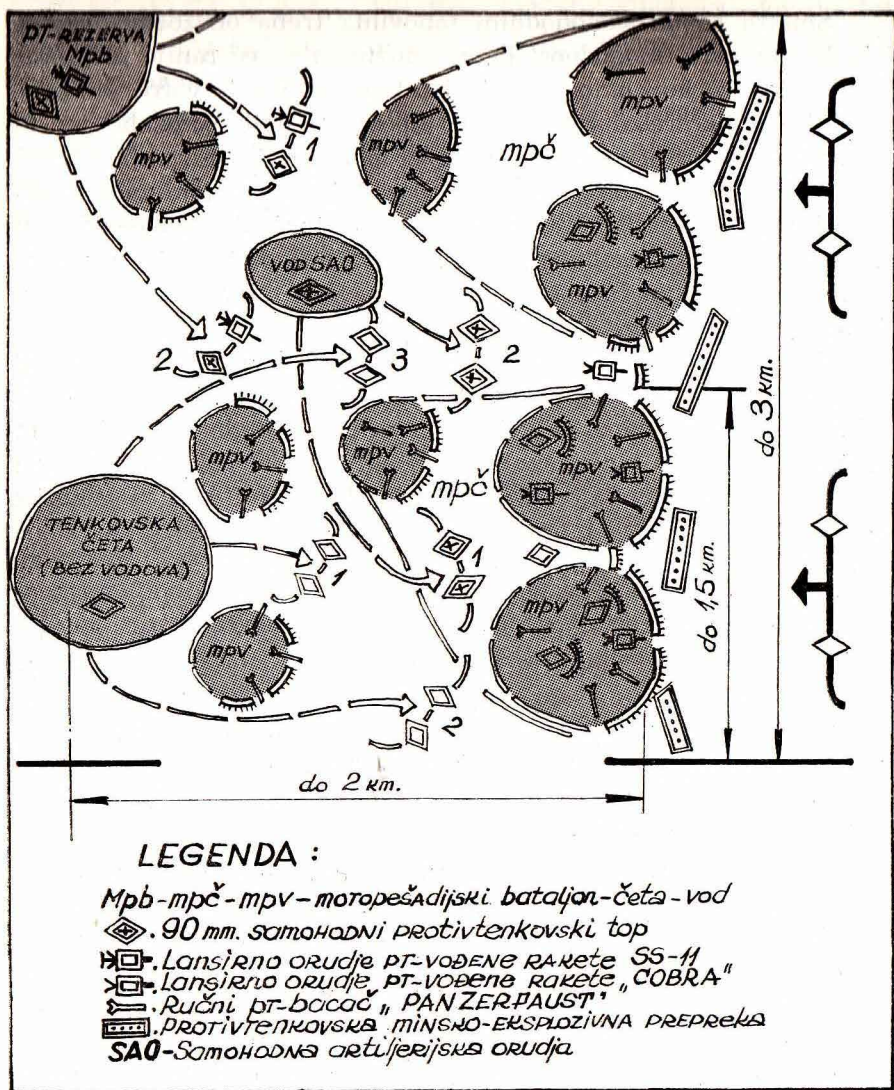 PT-REZERVA
Mpb
mpv
1
mpv
mpč
mpv
VOD SAO
mpv
2
3
2
do 3 km.
mpv
mpv
mpč
mpv
TENKOVSKA
ČETA
(BEZ VODOVA)
1
1
mpv
mpv
2
do 1,5 km.
do 2 km.
LEGENDA :
Mpb-mpč-mpv-motopešadijski bataljon-četa-vod
90 mm. samohodni protivtenkovski top
Lansirno orudje pt-vođene rakete SS-11
Lansirno orudje pt-vođene rakete „COBRA"
Ručni pt-bacač „PANZERFAUST"
Protivtenkovska minsko-eksplozivna prepreka
SAO-Samohodna artiljerijska orudja